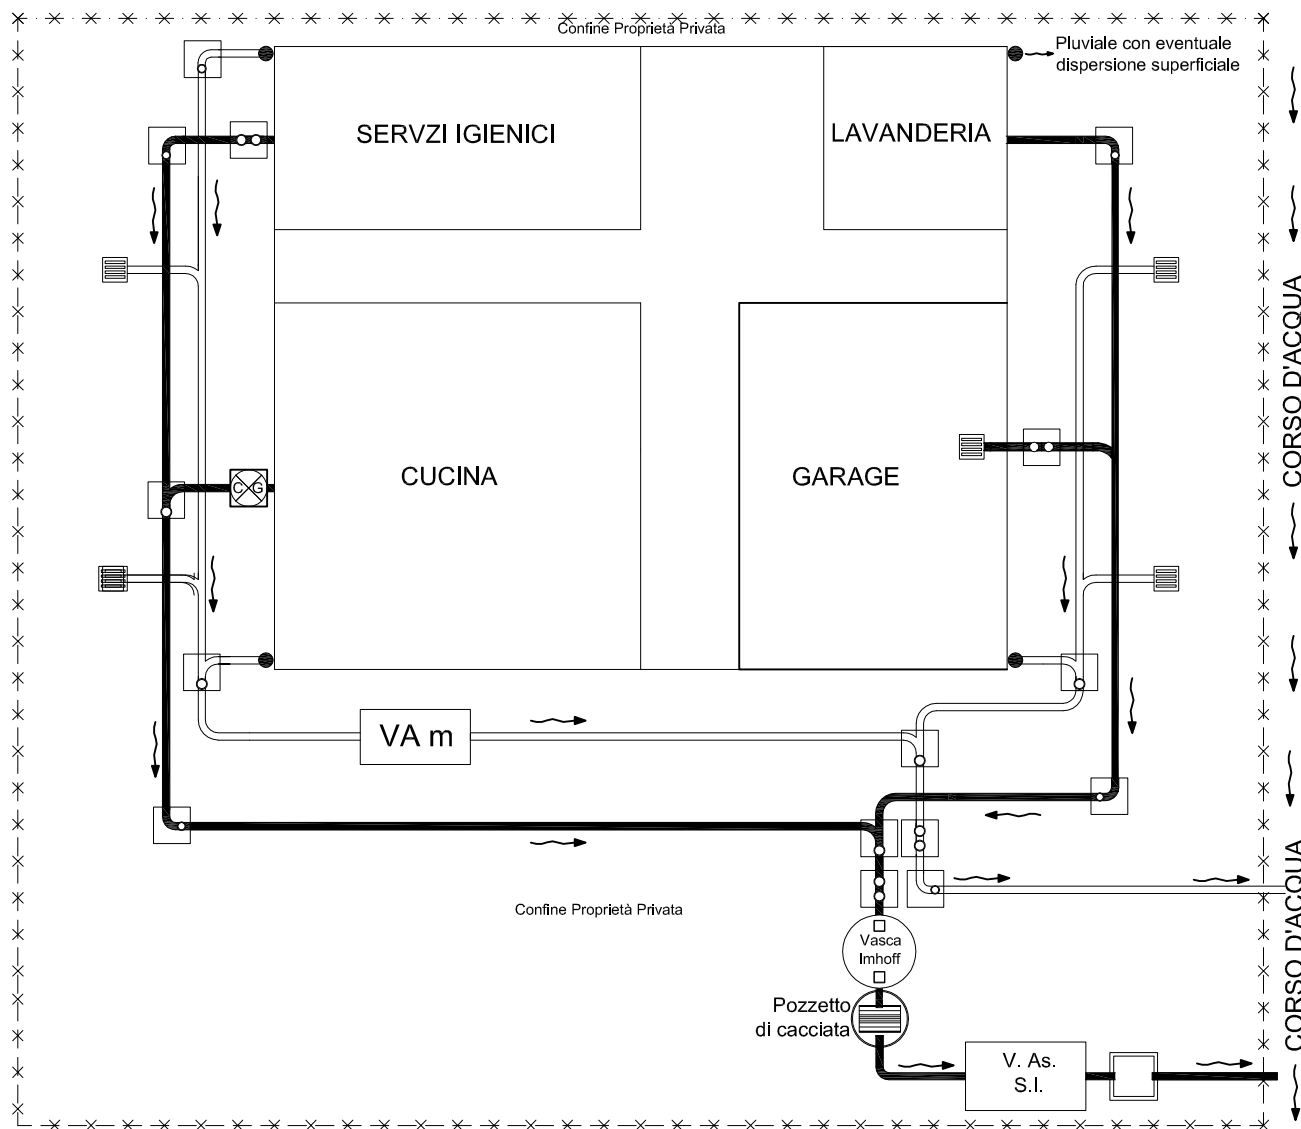 Confine Proprietà Privata
Pluviale con eventuale
dispersione superficiale
SERVZI IGIENICI
LAVANDERIA
CORSO D'ACQUA
CUCINA
GARAGE
C G
VA m
CORSO D'ACQUA
Confine Proprietà Privata
Vasca
Imhoff
Pozzetto
di cacciata
V. As.
S.I.